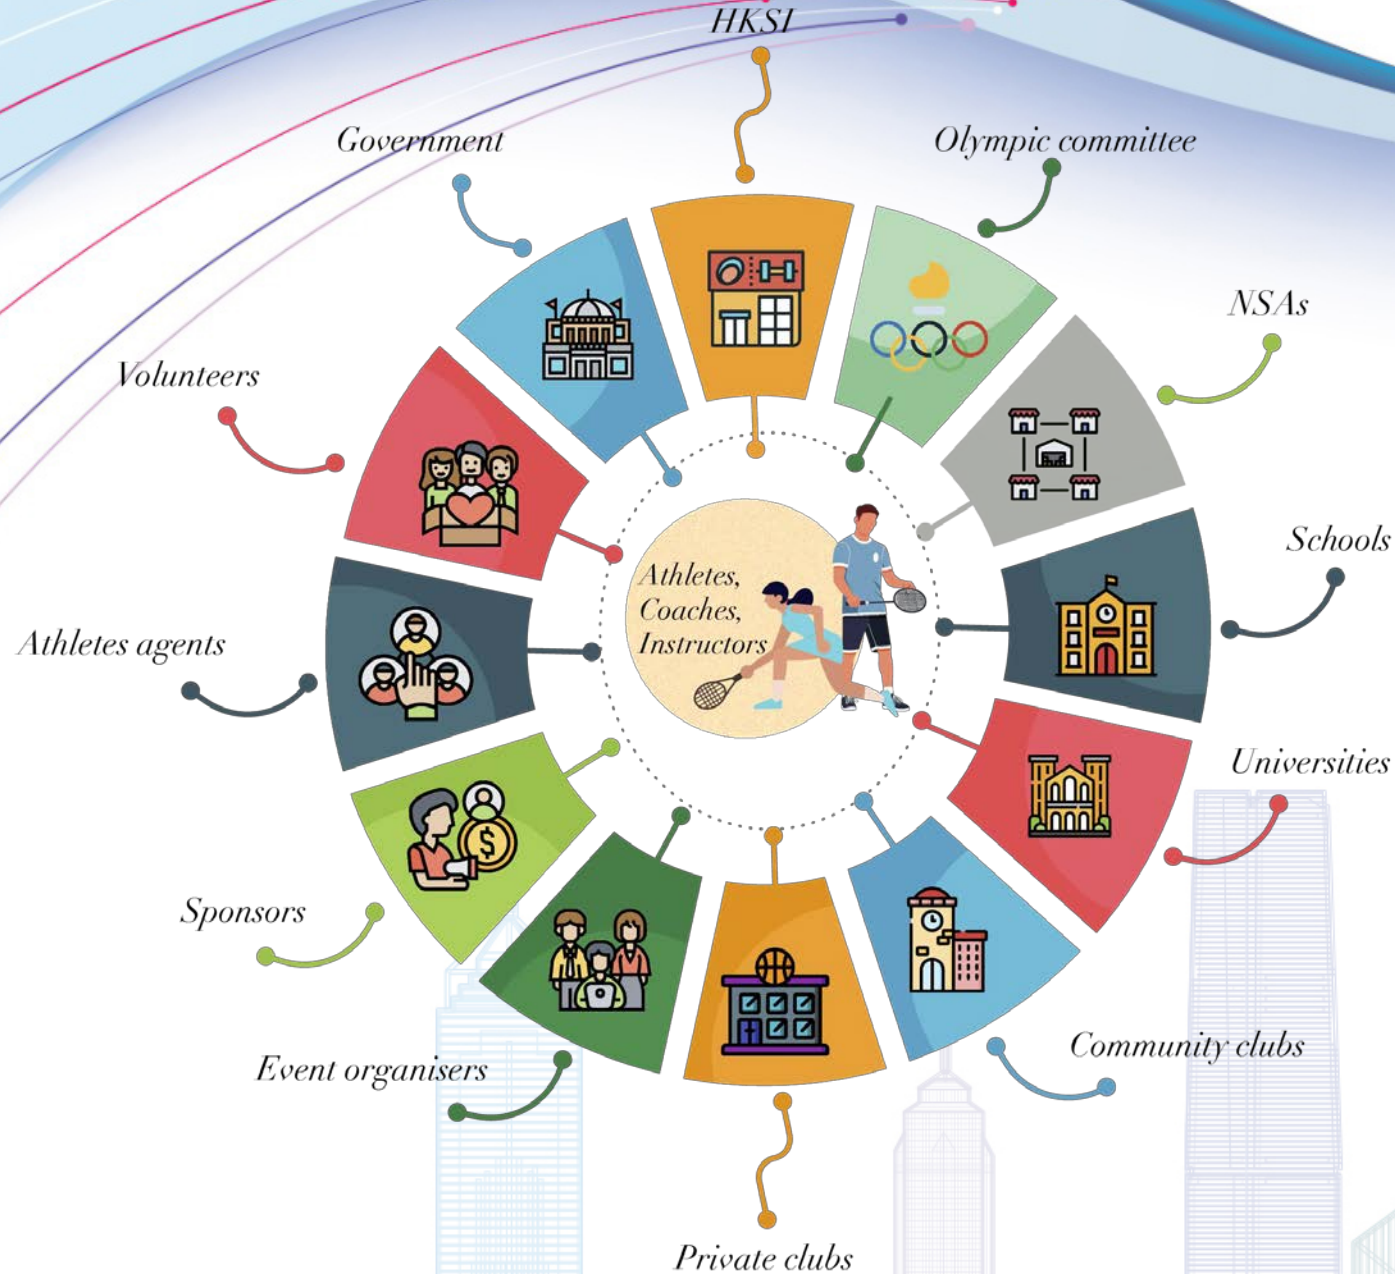 HKSI
Government
Olympic committee
NSAs
Volunteers
Schools
Athletes,
Coaches,
Instructors
Athletes agents
Universities
Sponsors
Community clubs
Event organisers
Private clubs